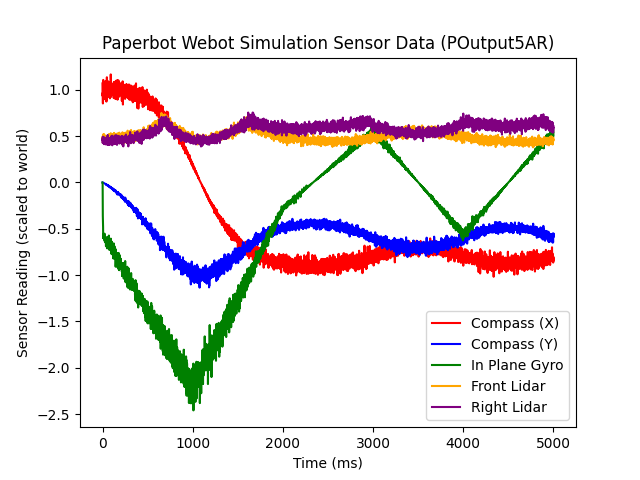 Paperbot Webot Simulation Sensor Data (POutput5AR)
Sensor Reading (scaled to world)
1.0
0.5
0.0
−0.5
−1.0
−1.5
−2.0
−2.5
Compass (X)
Compass (Y)
In Plane Gyro
Front Lidar
Right Lidar
0 1000 2000 3000 4000 5000
Time (ms)